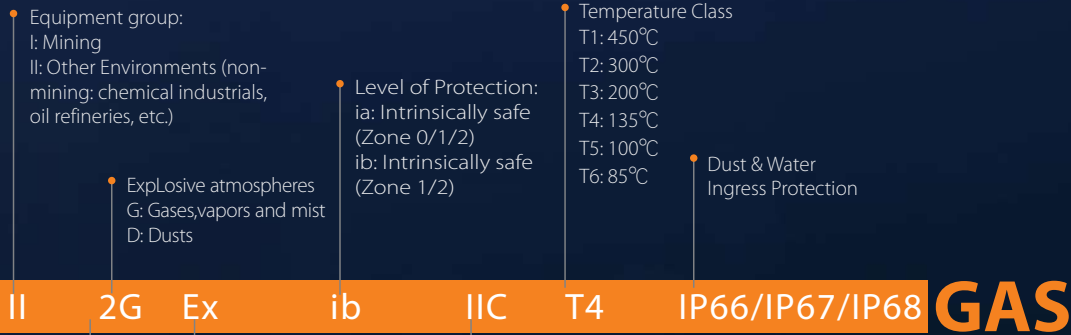 Equipment group:
I: Mining
II: Other Environments (non-
mining: chemical industrials,
oil refineries, etc.)
ExpLosive atmospheres
G: Gases,vapors and mist
D: Dusts
Level of Protection:
ia: Intrinsically safe
(Zone 0/1/2)
ib: Intrinsically safe
(Zone 1/2)
Temperature Class
T1: 450℃
T2: 300℃
T3: 200℃
T4: 135℃
T5: 100℃
T6: 85℃
Dust & Water
Ingress Protection
II 2G Ex ib IIC T4 IP66/IP67/IP68 GAS